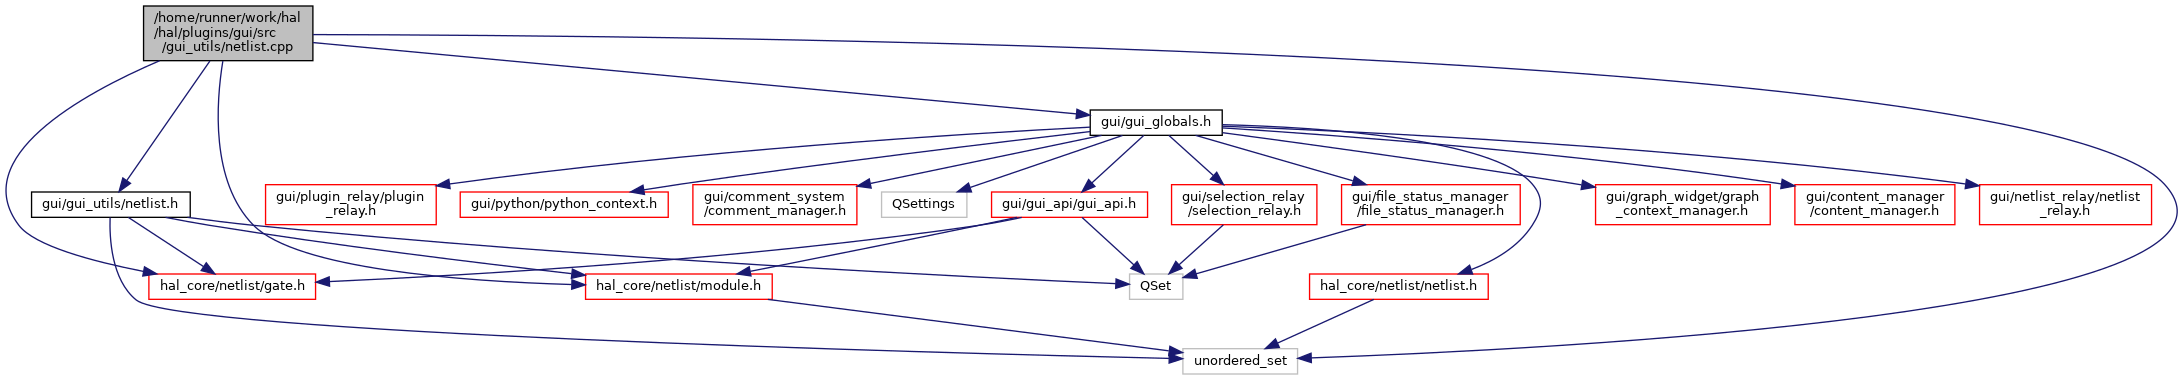 /home/runner/work/hal
/hal/plugins/gui/src
/gui_utils/netlist.cpp
gui/gui_globals.h
gui/gui_utils/netlist.h
gui/plugin_relay/plugin
_relay.h
gui/python/python_context.h
gui/comment_system
/comment_manager.h
QSettings
gui/gui_api/gui_api.h
gui/selection_relay
/selection_relay.h
gui/file_status_manager
/file_status_manager.h
gui/graph_widget/graph
_context_manager.h
gui/content_manager
/content_manager.h
gui/netlist_relay/netlist
_relay.h
hal_core/netlist/gate.h
hal_core/netlist/module.h
QSet
hal_core/netlist/netlist.h
unordered_set